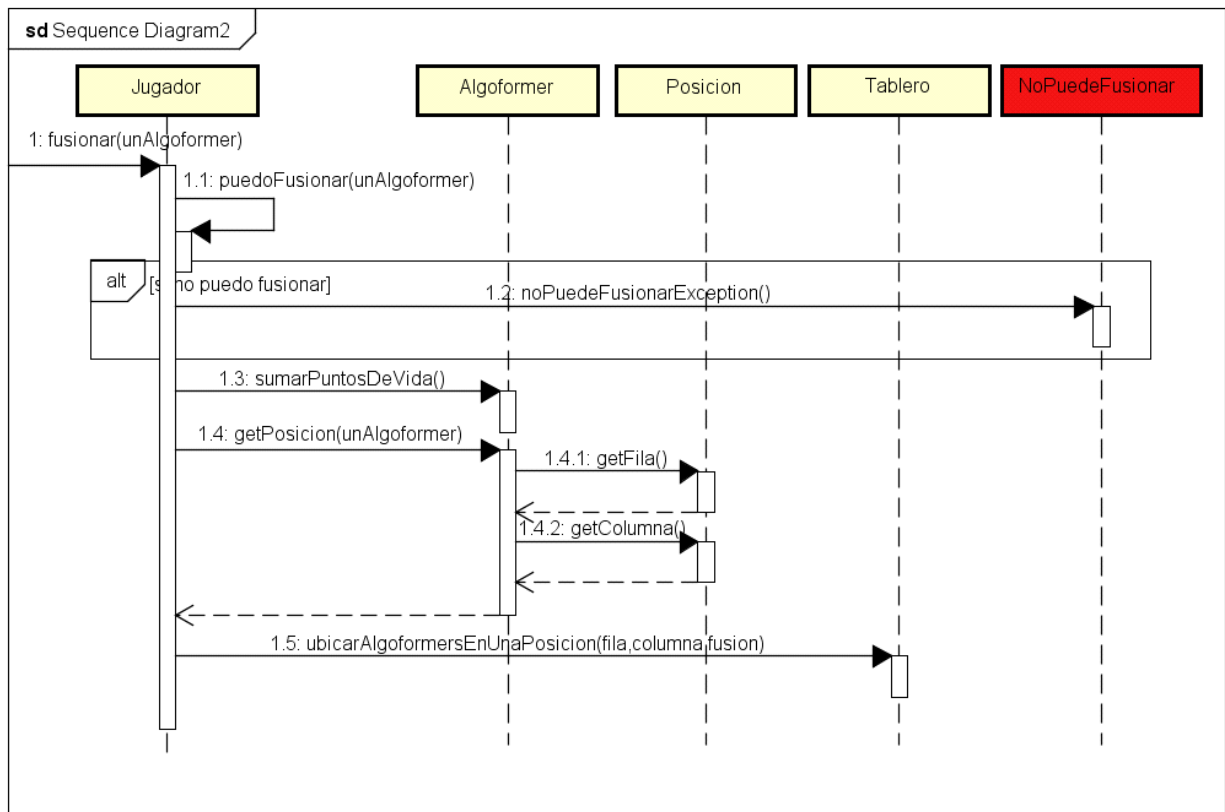 sd Sequence Diagram2
Jugador
Algoformer
Posicion
Tablero
NoPuedeFusionar
1: fusionar(unAlgoformer)
1.1: puedoFusionar(unAlgoformer)
alt
[si no puedo fusionar]
1.2: noPuedeFusionarException()
1.3: sumarPuntosDeVida()
1.4: getPosicion(unAlgoformer)
1.4.1: getFila()
1.4.2: getColumna()
1.5: ubicarAlgoformersEnUnaPosicion(fila,columna,fusion)